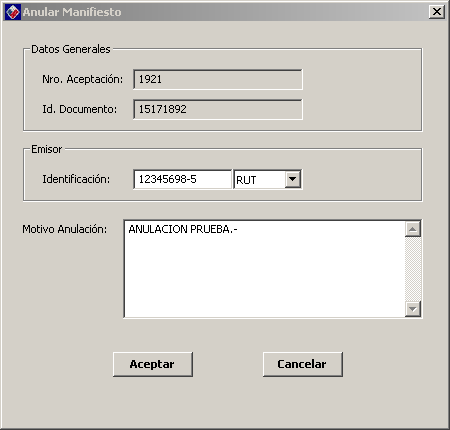 Anular Manifiesto
Datos Generales
Nro. Aceptación: 1921
Id. Documento: 15171892
Emisor
Identificación: 12345698-5 RUT
Motivo Anulación: ANULACION PRUEBA.-
Aceptar Cancelar